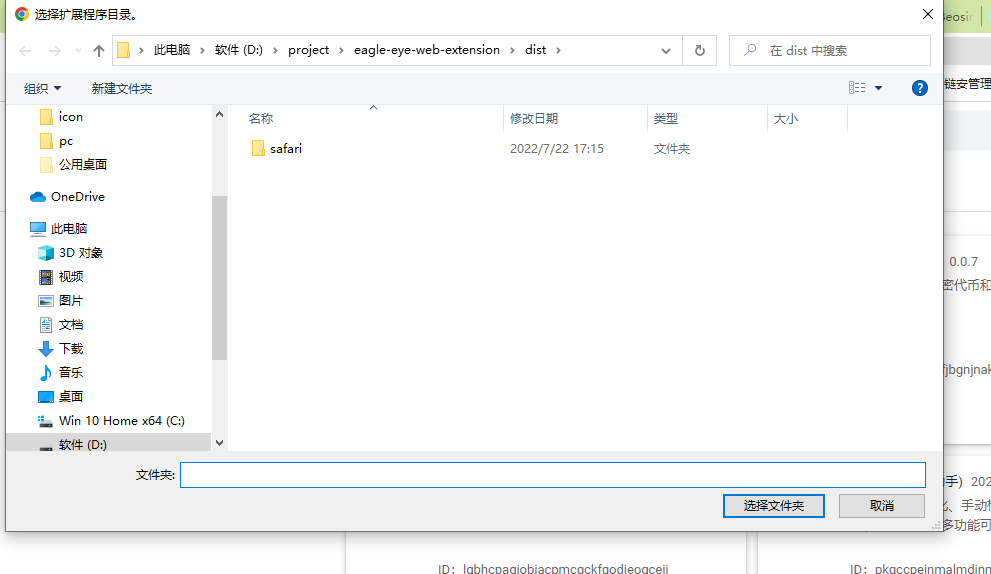 选择扩展程序目录。
eosin
此电脑 › 软件 (D:) › project › eagle-eye-web-extension › dist ›
在 dist 中搜索
组织 新建文件夹
链安管理
名称 修改日期 类型 大小
safari 2022/7/22 17:15 文件夹
icon
pc
公用桌面
OneDrive
此电脑
3D 对象
视频
图片
文档
下载
音乐
桌面
Win 10 Home x64 (C:)
软件 (D:)
0.0.7
密代币和
jbgnjnak
文件夹:
选择文件夹 取消
手) 202
、手动检
多功能可
ID: lgbhcpagiobjacpmcgckfgodjeogceji
ID: pkgccpejnmalmdinn